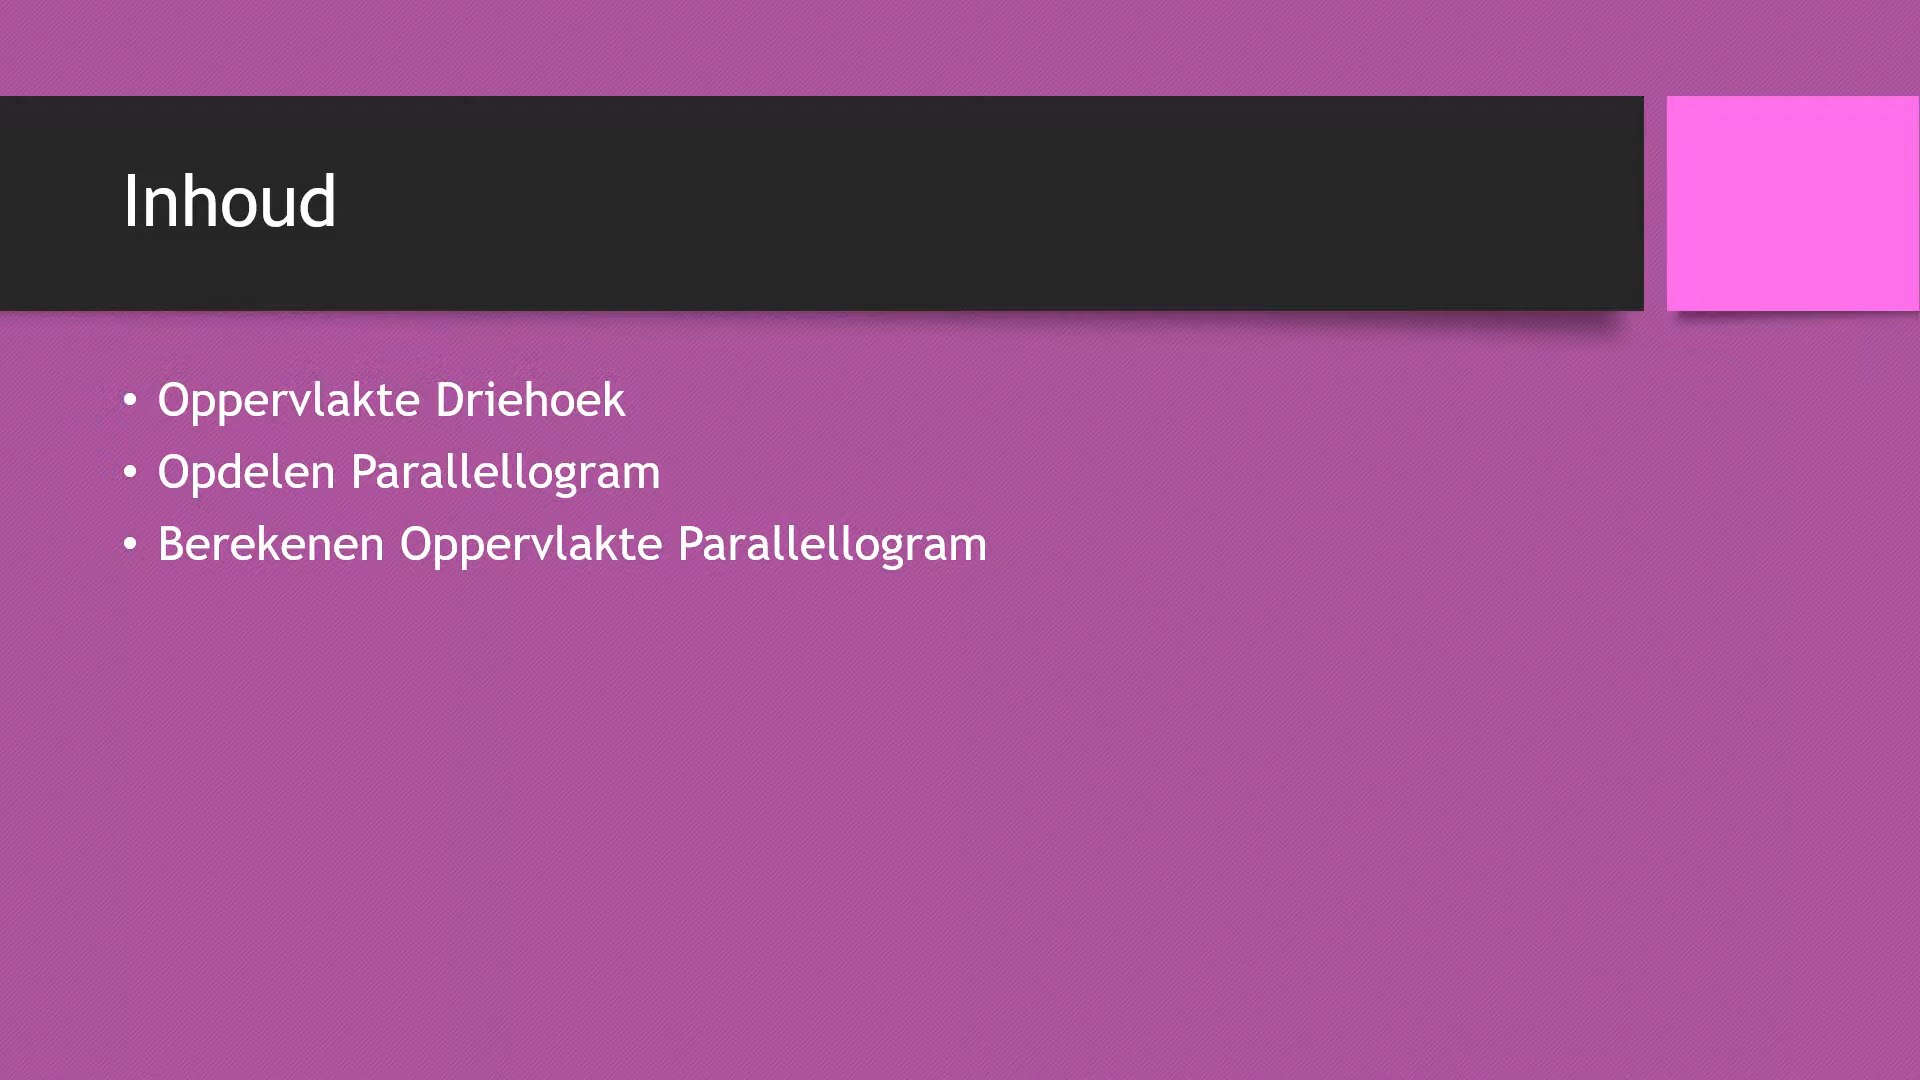 Inhoud
• Oppervlakte Driehoek
• Opdelen Parallellogram
• Berekenen Oppervlakte Parallellogram